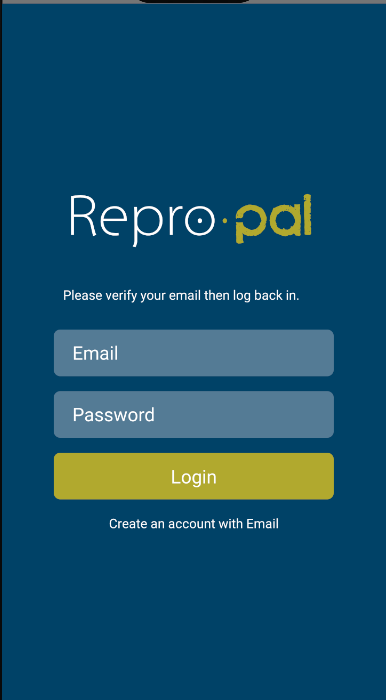 Repro·pal
Please verify your email then log back in.
Email
Password
Login
Create an account with Email